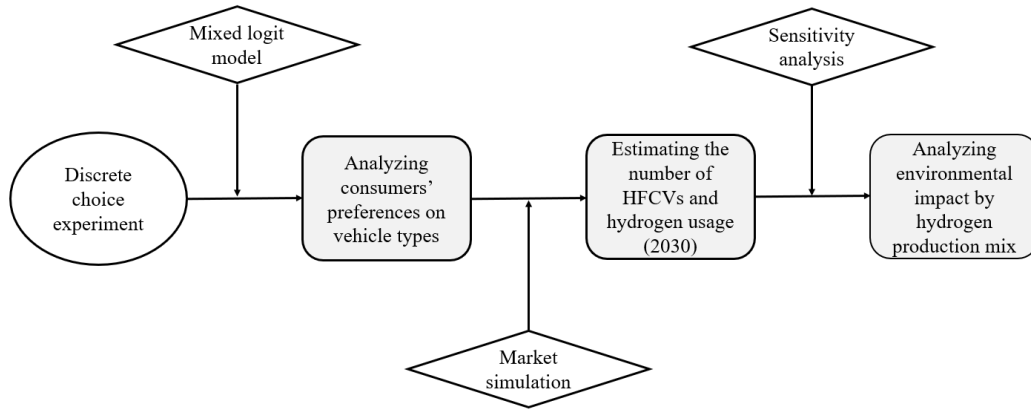 Mixed logit
model
Sensitivity
analysis
Discrete
choice
experiment
Analyzing
consumers’
preferences on
vehicle types
Estimating the
number of
HFCVs and
hydrogen usage
(2030)
Analyzing
environmental
impact by
hydrogen
production mix
Market
simulation